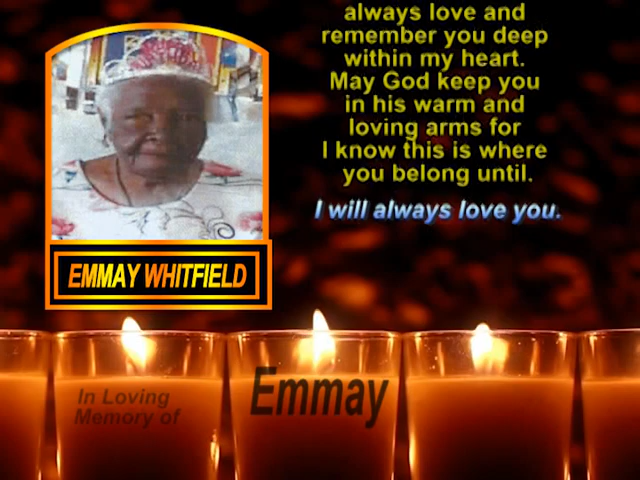 always love and
remember you deep
within my heart.
May God keep you
in his warm and
loving arms for
I know this is where
you belong until.
I will always love you.
EMMAY WHITFIELD
In Loving
Memory of
Emmay